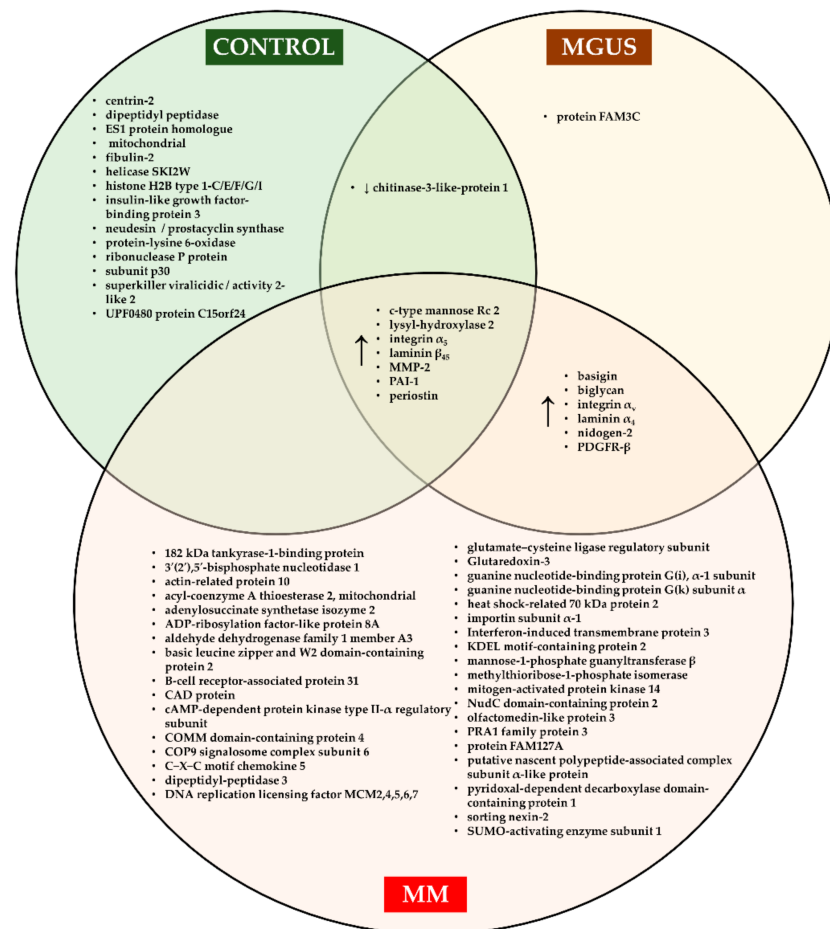 CONTROL
MGUS
• centrin-2
• dipeptidyl peptidase
• ES1 protein homologue
• mitochondrial
• fibulin-2
• helicase SKI2W
• histone H2B type 1-C/E/F/G/I
• insulin-like growth factor-
binding protein 3
• neudesin / prostacyclin synthase
• protein-lysine 6-oxidase
• ribonuclease P protein
• subunit p30
• superkiller viralicidic / activity 2-
like 2
• UPF0480 protein C15orf24
• ↓ chitinase-3-like-protein 1
• protein FAM3C
↑
• c-type mannose Rc 2
• lysyl-hydroxylase 2
• integrin α5
• laminin β4S
• MMP-2
• PAI-1
• periostin
↑
• basigin
• biglycan
• integrin αv
• laminin α4
• nidogen-2
• PDGFR-β
• 182 kDa tankyrase-1-binding protein
• 3′(2′),5′-bisphosphate nucleotidase 1
• actin-related protein 10
• acyl-coenzyme A thioesterase 2, mitochondrial
• adenylosuccinate synthetase isozyme 2
• ADP-ribosylation factor-like protein 8A
• aldehyde dehydrogenase family 1 member A3
• basic leucine zipper and W2 domain-containing
protein 2
• B-cell receptor-associated protein 31
• CAD protein
• cAMP-dependent protein kinase type II-α regulatory
subunit
• COMM domain-containing protein 4
• COP9 signalosome complex subunit 6
• C–X–C motif chemokine 5
• dipeptidyl-peptidase 3
• DNA replication licensing factor MCM2,4,5,6,7
• glutamate–cysteine ligase regulatory subunit
• Glutaredoxin-3
• guanine nucleotide-binding protein G(i), α-1 subunit
• guanine nucleotide-binding protein G(k) subunit α
• heat shock-related 70 kDa protein 2
• importin subunit α-1
• Interferon-induced transmembrane protein 3
• KDEL motif-containing protein 2
• mannose-1-phosphate guanyltransferase β
• methylthioribose-1-phosphate isomerase
• mitogen-activated protein kinase 14
• NudC domain-containing protein 2
• olfactomedin-like protein 3
• PRA1 family protein 3
• protein FAM127A
• putative nascent polypeptide-associated complex
subunit α-like protein
• pyridoxal-dependent decarboxylase domain-
containing protein 1
• sorting nexin-2
• SUMO-activating enzyme subunit 1
MM